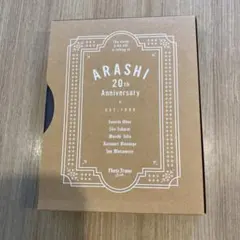 ARASHI
20th
Anniversary
EST. 1999
Satoshi Ohno
Sho Sakurai
Masaki Aiba
Kazunari Ninomiya
Jun Matsumoto
Photo Frame